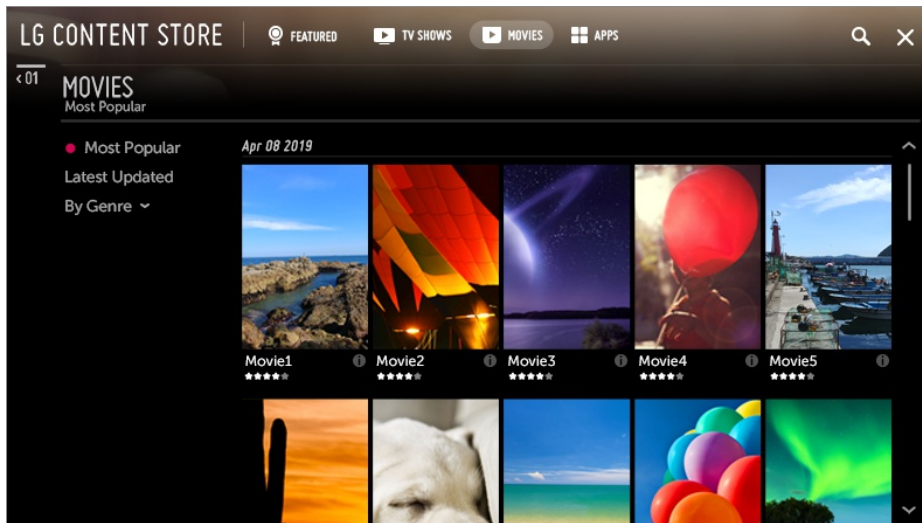 LG CONTENT STORE
FEATURED
TV SHOWS
MOVIES
APPS
01
MOVIES
Most Popular
Most Popular
Latest Updated
By Genre
Apr 08 2019
Movie1
Movie2
Movie3
Movie4
Movie5